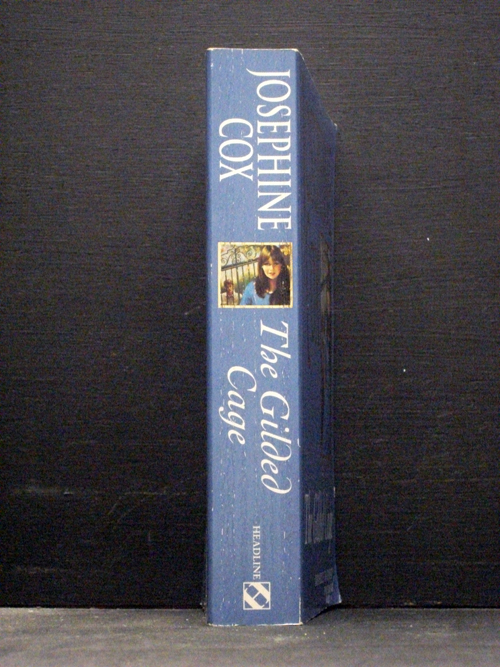 JOSEPHINE
COX
The Gilded
Cage
HEADLINE